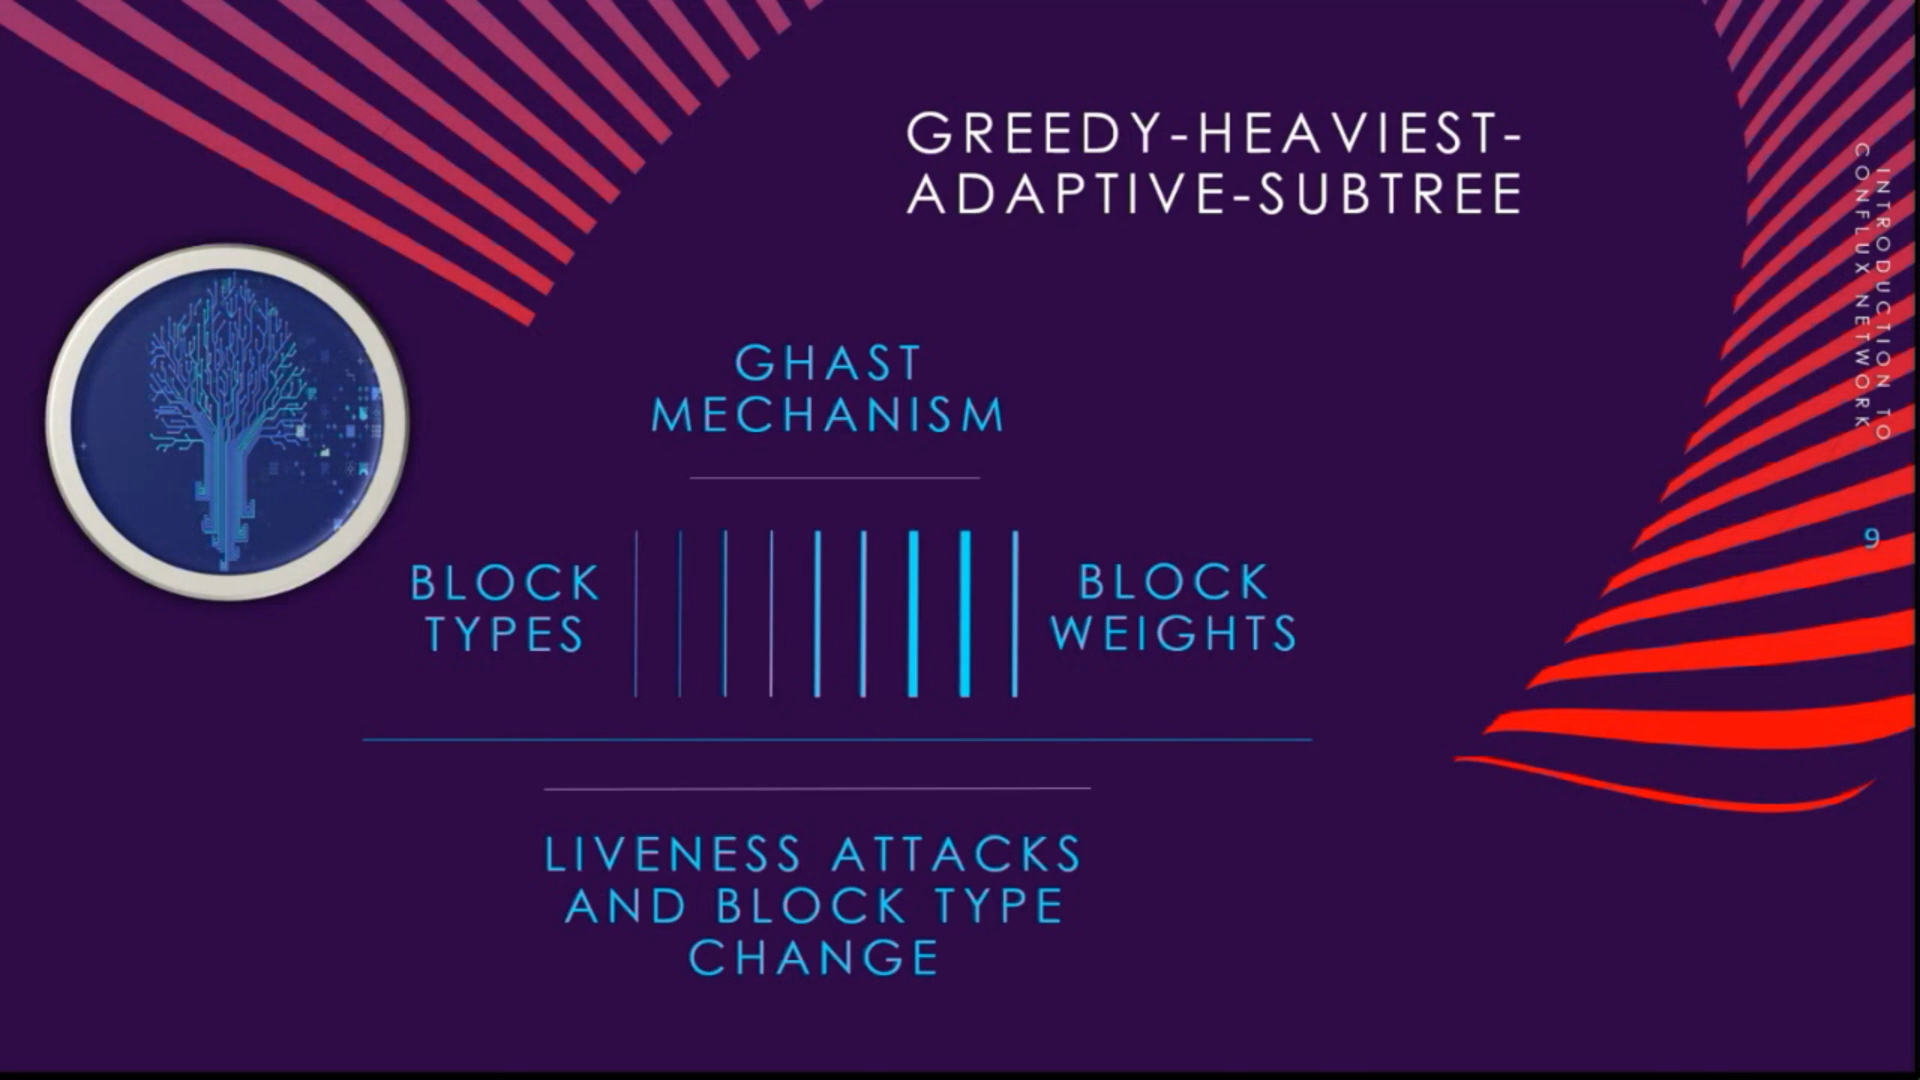 GREEDY-HEAVIEST-
ADAPTIVE-SUBTREE
GHAST
MECHANISM
BLOCK
TYPES
BLOCK
WEIGHTS
LIVENESS ATTACKS
AND BLOCK TYPE
CHANGE
INTRODUCTION TO
CONFLUX NETWORK
9